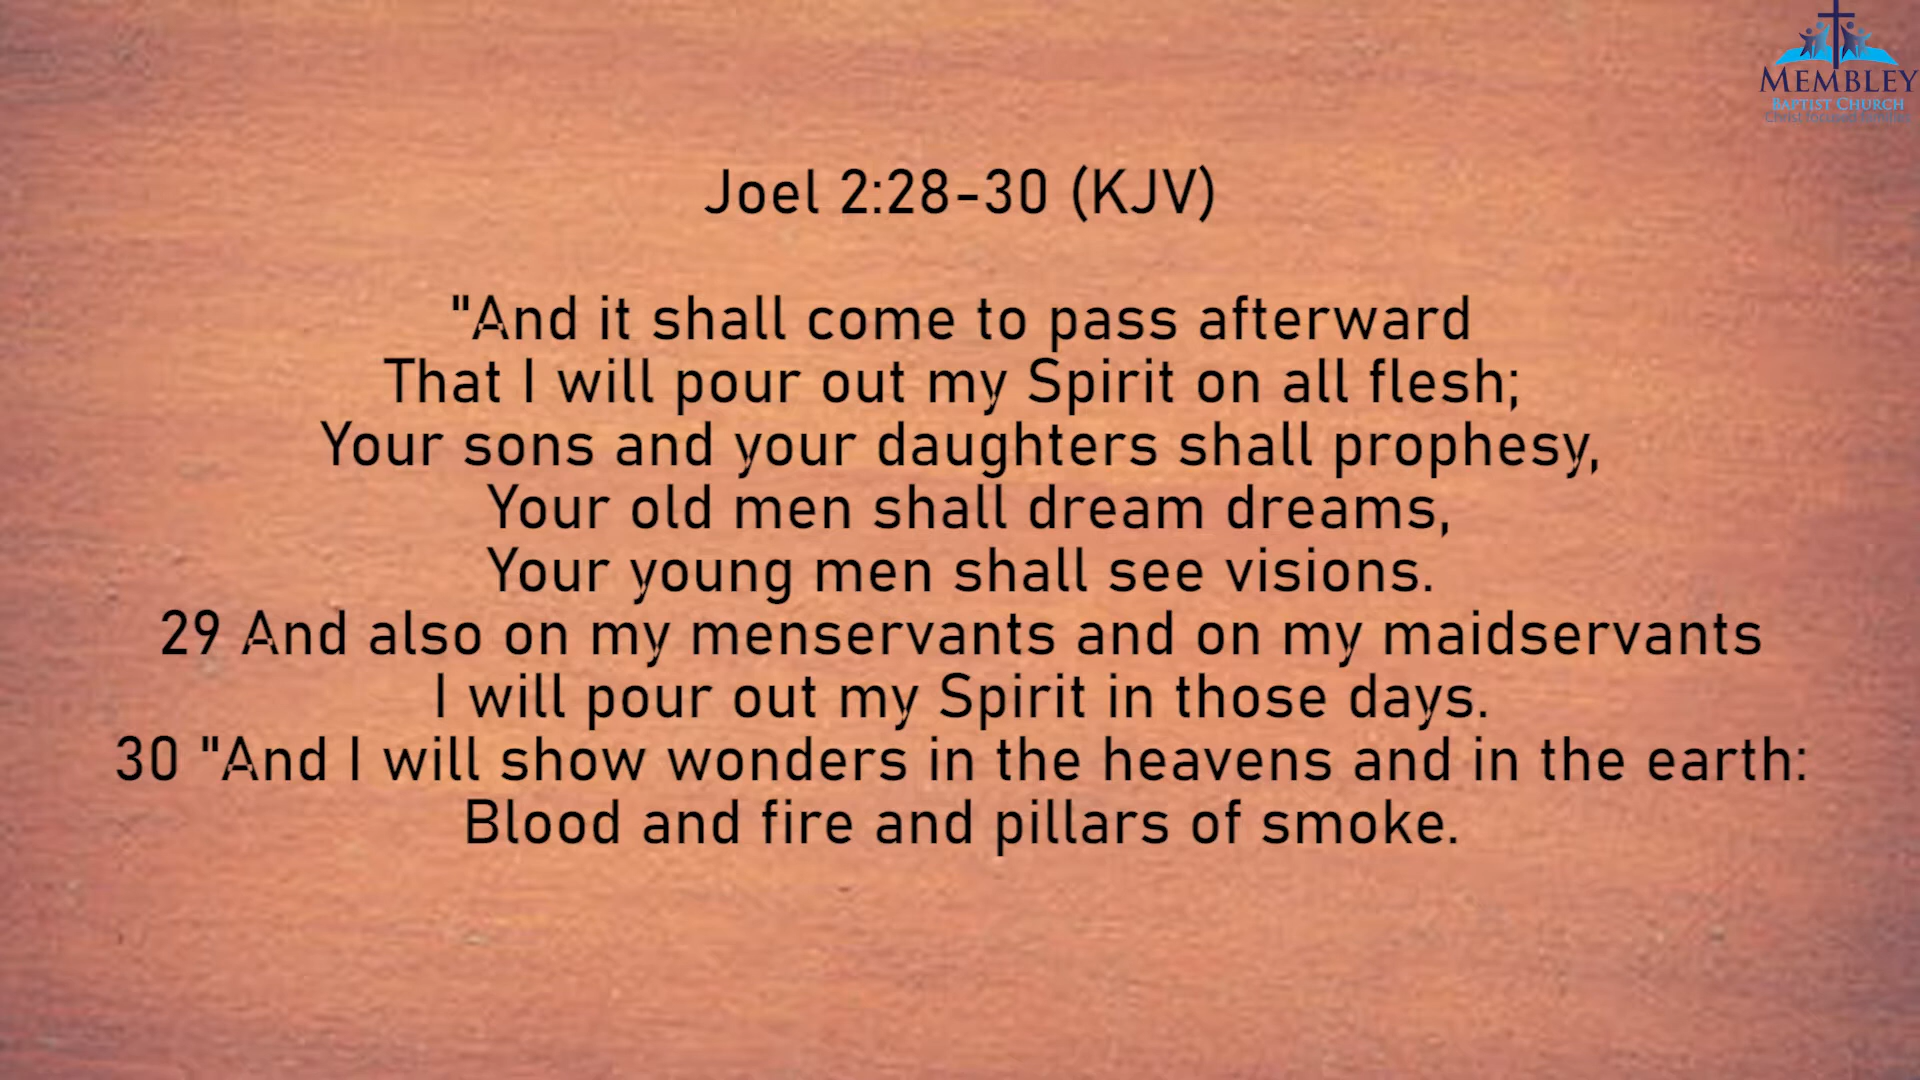 MEMBLEY
BAPTIST CHURCH
Joel 2:28-30 (KJV)
"And it shall come to pass afterward
That I will pour out my Spirit on all flesh;
Your sons and your daughters shall prophesy,
Your old men shall dream dreams,
Your young men shall see visions.
29 And also on my menservants and on my maidservants
I will pour out my Spirit in those days.
30 "And I will show wonders in the heavens and in the earth:
Blood and fire and pillars of smoke.